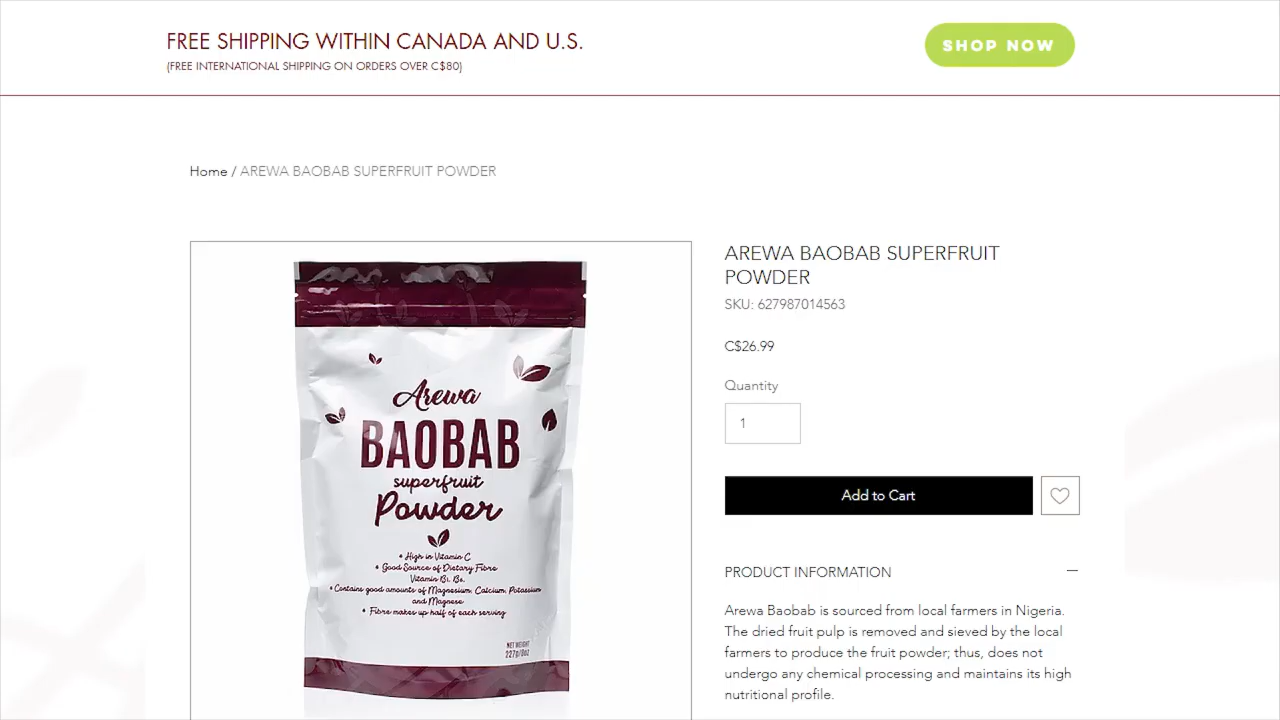 FREE SHIPPING WITHIN CANADA AND U.S.
(FREE INTERNATIONAL SHIPPING ON ORDERS OVER C$80)
SHOP NOW
Home / AREWA BAOBAB SUPERFRUIT POWDER
Arewa
BAOBAB
superfruit
Powder
• High in Vitamin C
• Good Source of Dietary Fibre
Vitamin B1, B6,
• Contains good amounts of Magnesium, Calcium, Potassium
and Magnese
• Fibre makes up half of each serving
NET WEIGHT
227g/8oz
AREWA BAOBAB SUPERFRUIT
POWDER
SKU: 627987014563
C$26.99
Quantity
1
Add to Cart
PRODUCT INFORMATION
Arewa Baobab is sourced from local farmers in Nigeria.
The dried fruit pulp is removed and sieved by the local
farmers to produce the fruit powder; thus, does not
undergo any chemical processing and maintains its high
nutritional profile.